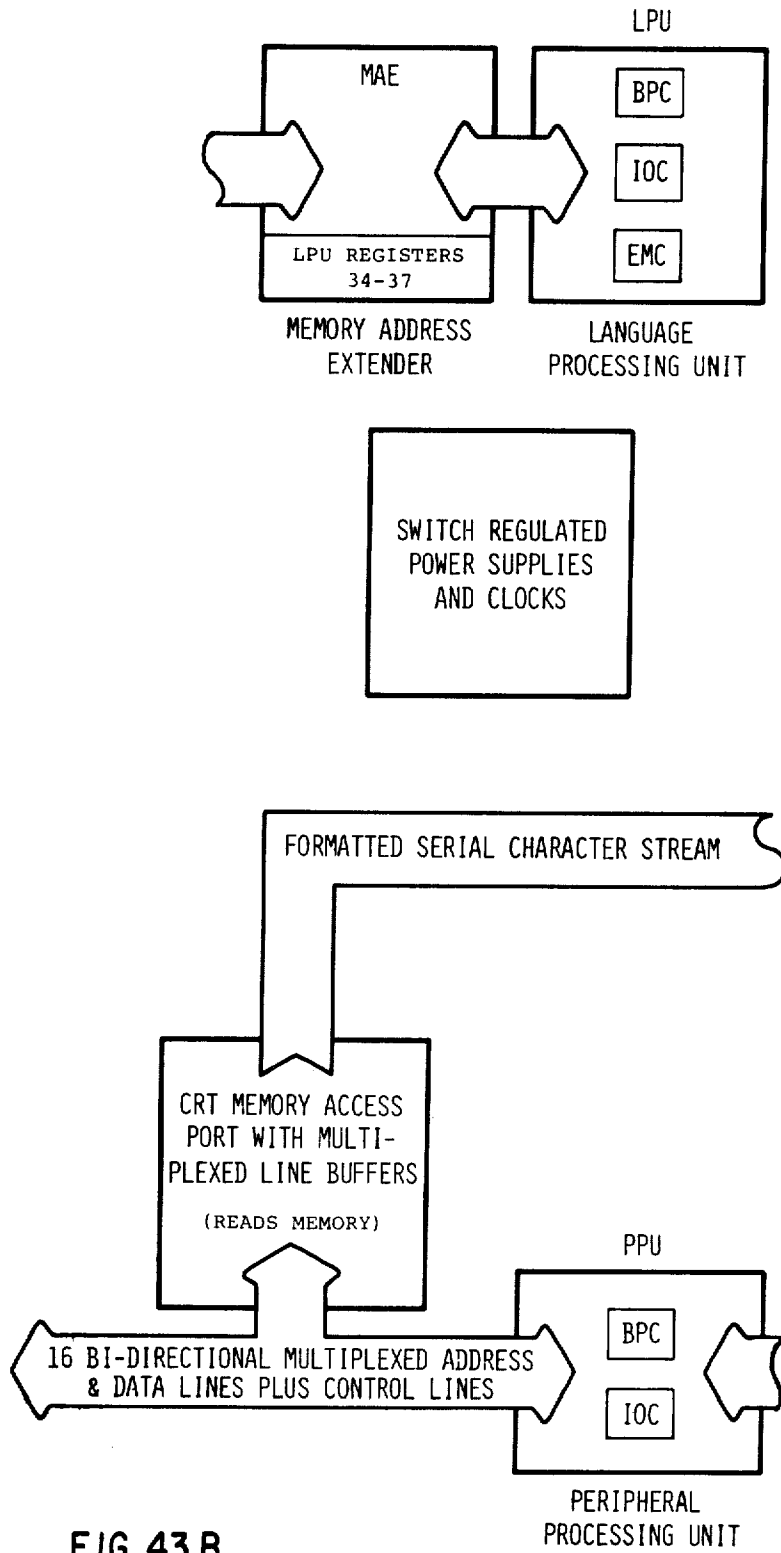 LPU
MAE
BPC
IOC
EMC
LPU REGISTERS
34-37
MEMORY ADDRESS
EXTENDER
LANGUAGE
PROCESSING UNIT
SWITCH REGULATED
POWER SUPPLIES
AND CLOCKS
FORMATTED SERIAL CHARACTER STREAM
CRT MEMORY ACCESS
PORT WITH MULTI-
PLEXED LINE BUFFERS
(READS MEMORY)
PPU
BPC
IOC
16 BI-DIRECTIONAL MULTIPLEXED ADDRESS
& DATA LINES PLUS CONTROL LINES
PERIPHERAL
PROCESSING UNIT
FIG 43B